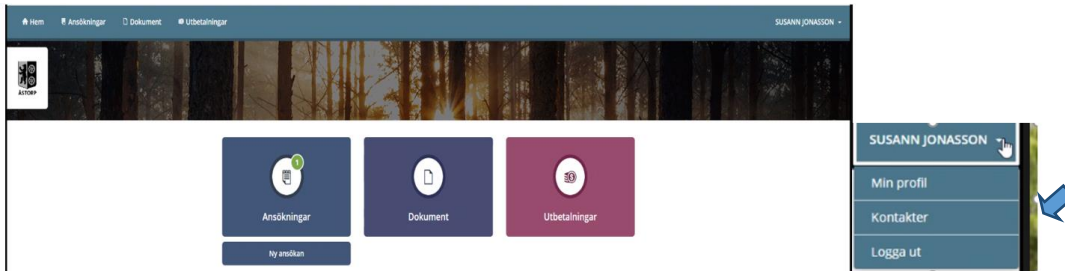 Hem Ansökningar Dokument Utbetalningar SUSANN JONASSON
ÅSTORP
1
Ansökningar Dokument Utbetalningar
Ny ansökan
SUSANN JONASSON
Min profil
Kontakter
Logga ut